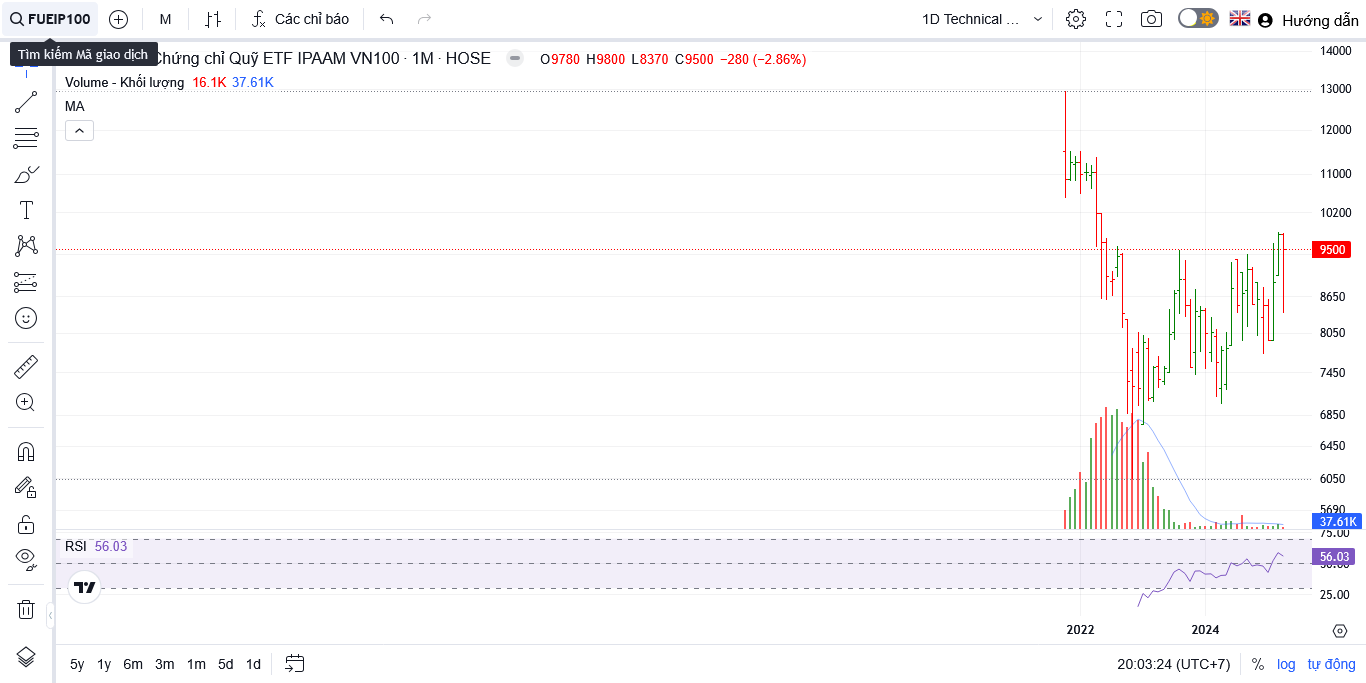 FUEIP100
M
Các chỉ báo
1D Technical ...
Hướng dẫn
Tìm kiếm Mã giao dịch
Chứng chỉ Quỹ ETF IPAAM VN100 · 1M · HOSE
O9780 H9800 L8370 C9500 −280 (−2.86%)
Volume - Khối lượng 16.1K 37.61K
MA
14000
13000
12000
11000
10200
9500
8650
8050
7450
6850
6450
6050
5690
37.61K
75.00
RSI 56.03
56.03
50.00
25.00
2022
2024
5y 1y 6m 3m 1m 5d 1d
20:03:24 (UTC+7)
%
log
tự động